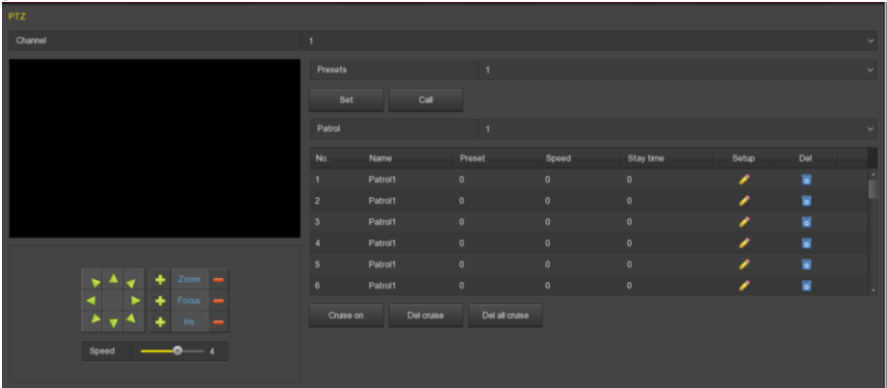 PTZ
Channel 1
Presets 1
Set Call
Patrol 1
No. Name Preset Speed Stay time Setup Del
1 Patrol1 0 0 0
2 Patrol1 0 0 0
3 Patrol1 0 0 0
4 Patrol1 0 0 0
5 Patrol1 0 0 0
6 Patrol1 0 0 0
Cruise on Del cruise Del all cruise
Zoom
Focus
Iris
Speed 4